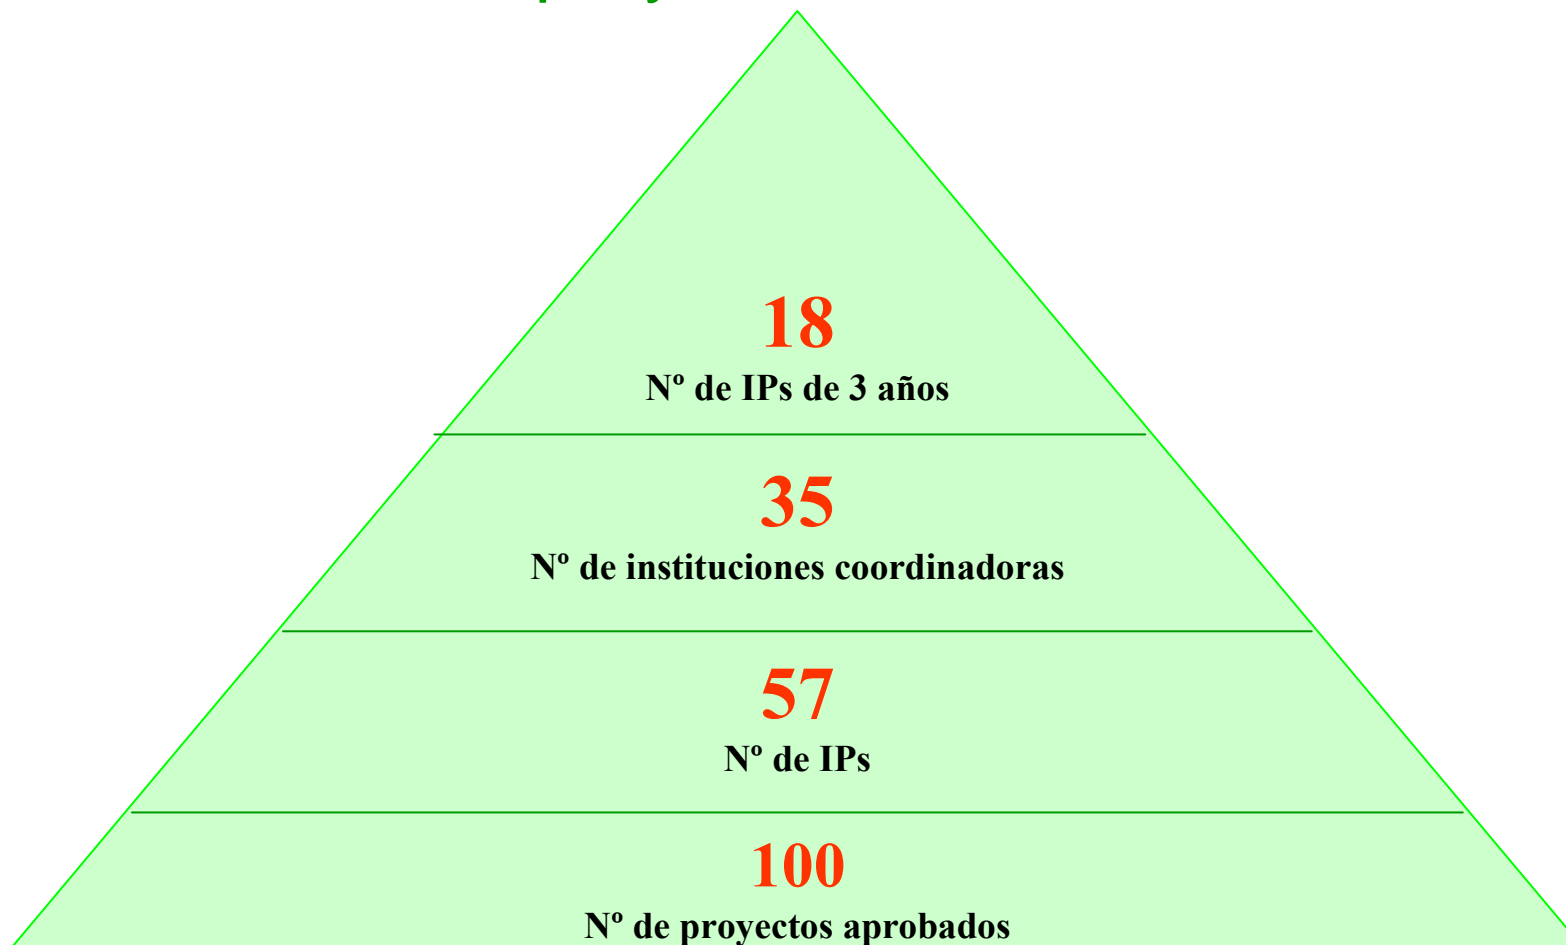 18
Nº de IPs de 3 años
35
Nº de instituciones coordinadoras
57
Nº de IPs
100
Nº de proyectos aprobados